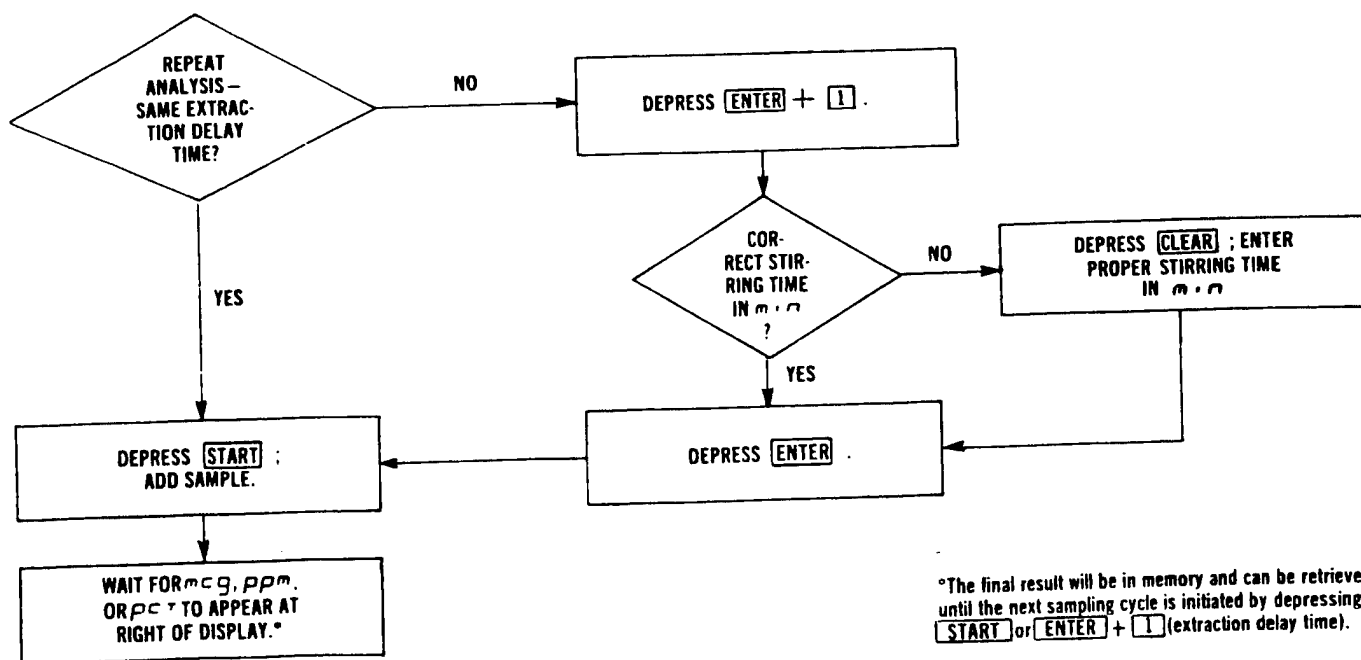 REPEAT
ANALYSIS –
SAME EXTRAC-
TION DELAY
TIME?
NO
DEPRESS ENTER + 1 .
YES
COR-
RECT STIR-
RING TIME
IN min
?
NO
DEPRESS CLEAR ; ENTER
PROPER STIRRING TIME
IN min
YES
DEPRESS ENTER .
DEPRESS START ;
ADD SAMPLE.
WAIT FOR mcg, ppm,
OR pct TO APPEAR AT
RIGHT OF DISPLAY.*
*The final result will be in memory and can be retrieve
until the next sampling cycle is initiated by depressing
START or ENTER + 1 (extraction delay time).